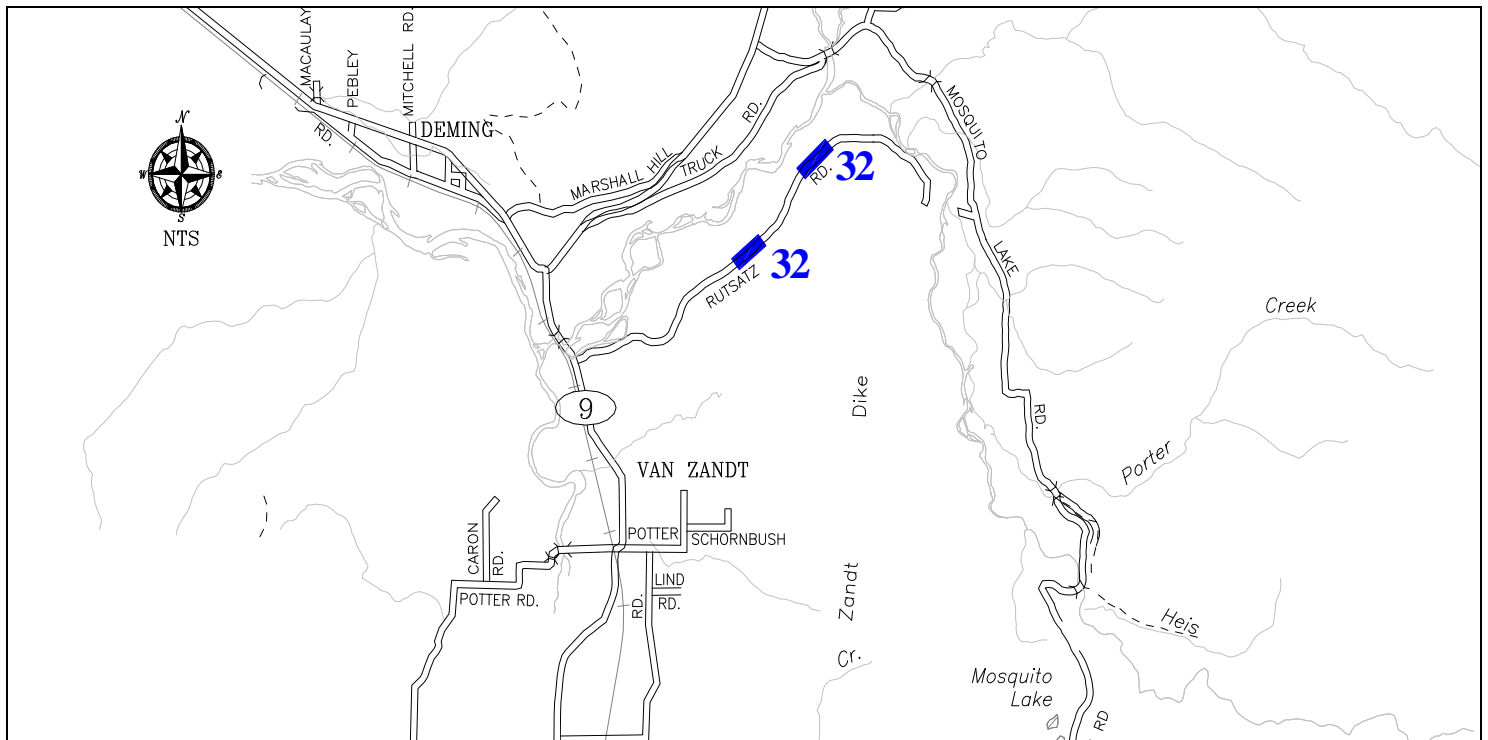 MACAULAY
PEBLEY
MITCHELL RD.
DEMING
RD.
N
W
E
S
NTS
MARSHALL HILL
TRUCK
RD.
MOSQUITO
LAKE
RD.
RD.
32
32
RUTSATZ
Creek
Porter
9
Dike
VAN ZANDT
POTTER
SCHORNBUSH
CARON
RD.
POTTER RD.
LIND
RD.
RD.
Zandt
Cr.
Heis
Mosquito
Lake
RD